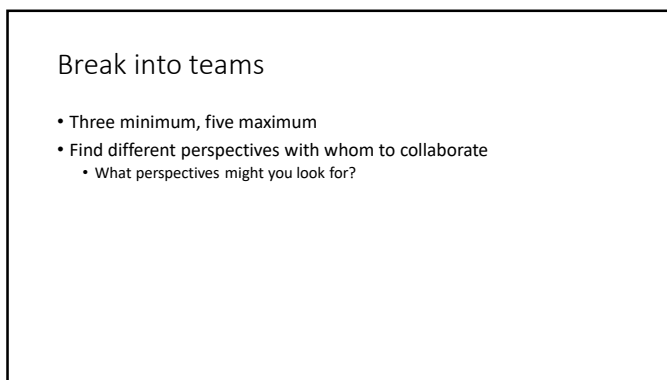 Break into teams
• Three minimum, five maximum
• Find different perspectives with whom to collaborate
• What perspectives might you look for?